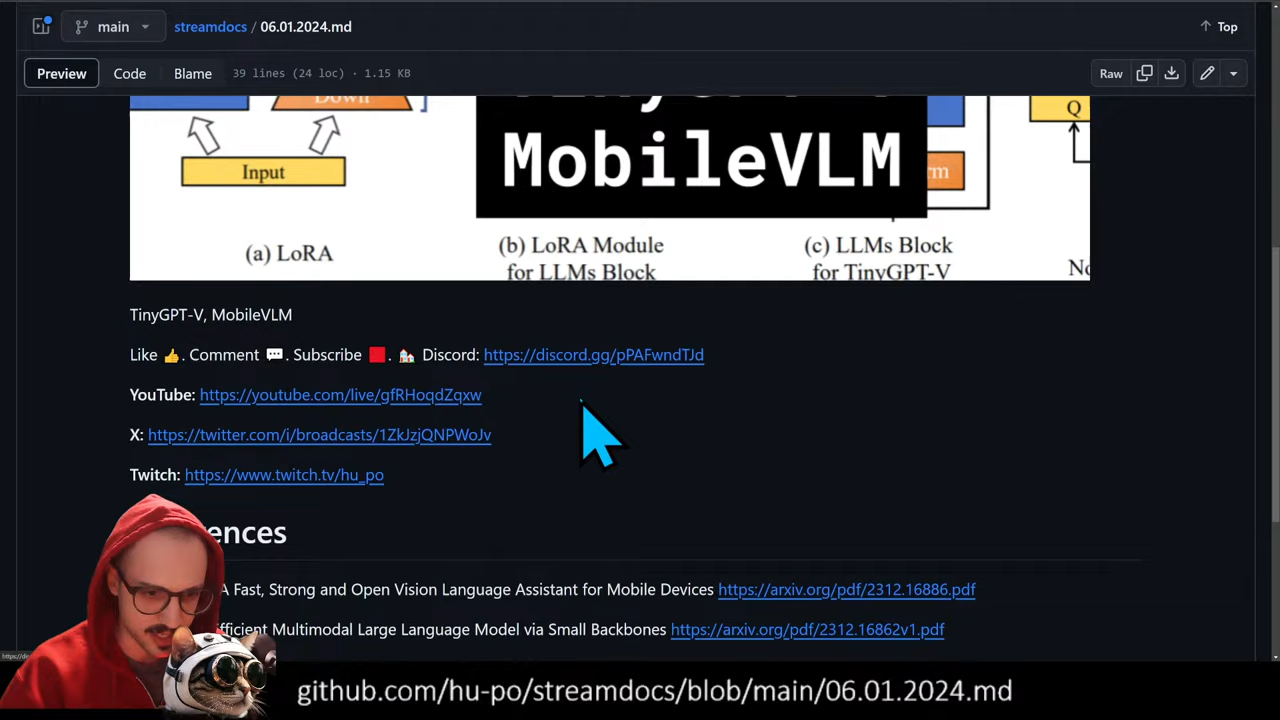 main
streamdocs / 06.01.2024.md
Top
Preview
Code
Blame
39 lines (24 loc) · 1.15 KB
Raw
Down
MobileVLM
Q
Input
(a) LoRA
(b) LoRA Module
for LLMs Block
(c) LLMs Block
for TinyGPT-V
TinyGPT-V, MobileVLM
Like 👍. Comment 💬. Subscribe 🟥. 🏘 Discord: https://discord.gg/pPAFwndTJd
YouTube: https://youtube.com/live/gfRHoqdZqxw
X: https://twitter.com/i/broadcasts/1ZkJzjQNPWoJv
Twitch: https://www.twitch.tv/hu_po
ences
A Fast, Strong and Open Vision Language Assistant for Mobile Devices https://arxiv.org/pdf/2312.16886.pdf
fficient Multimodal Large Language Model via Small Backbones https://arxiv.org/pdf/2312.16862v1.pdf
github.com/hu-po/streamdocs/blob/main/06.01.2024.md